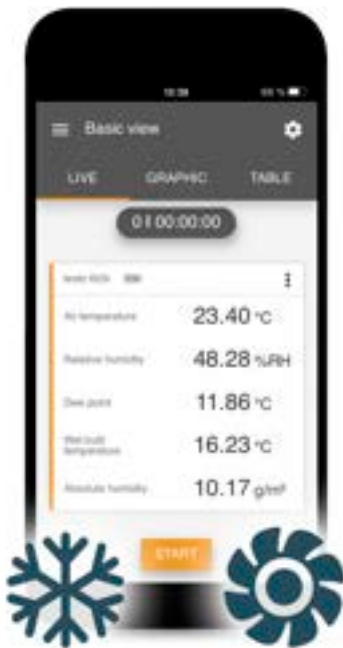 Basic view
LIVE GRAPHIC TABLE
0 I 00:00:00
Air temperature 23.40 °C
Relative humidity 48.28 %RH
Dew point 11.86 °C
Wet bulb
temperature 16.23 °C
Absolute humidity 10.17 g/m³
START